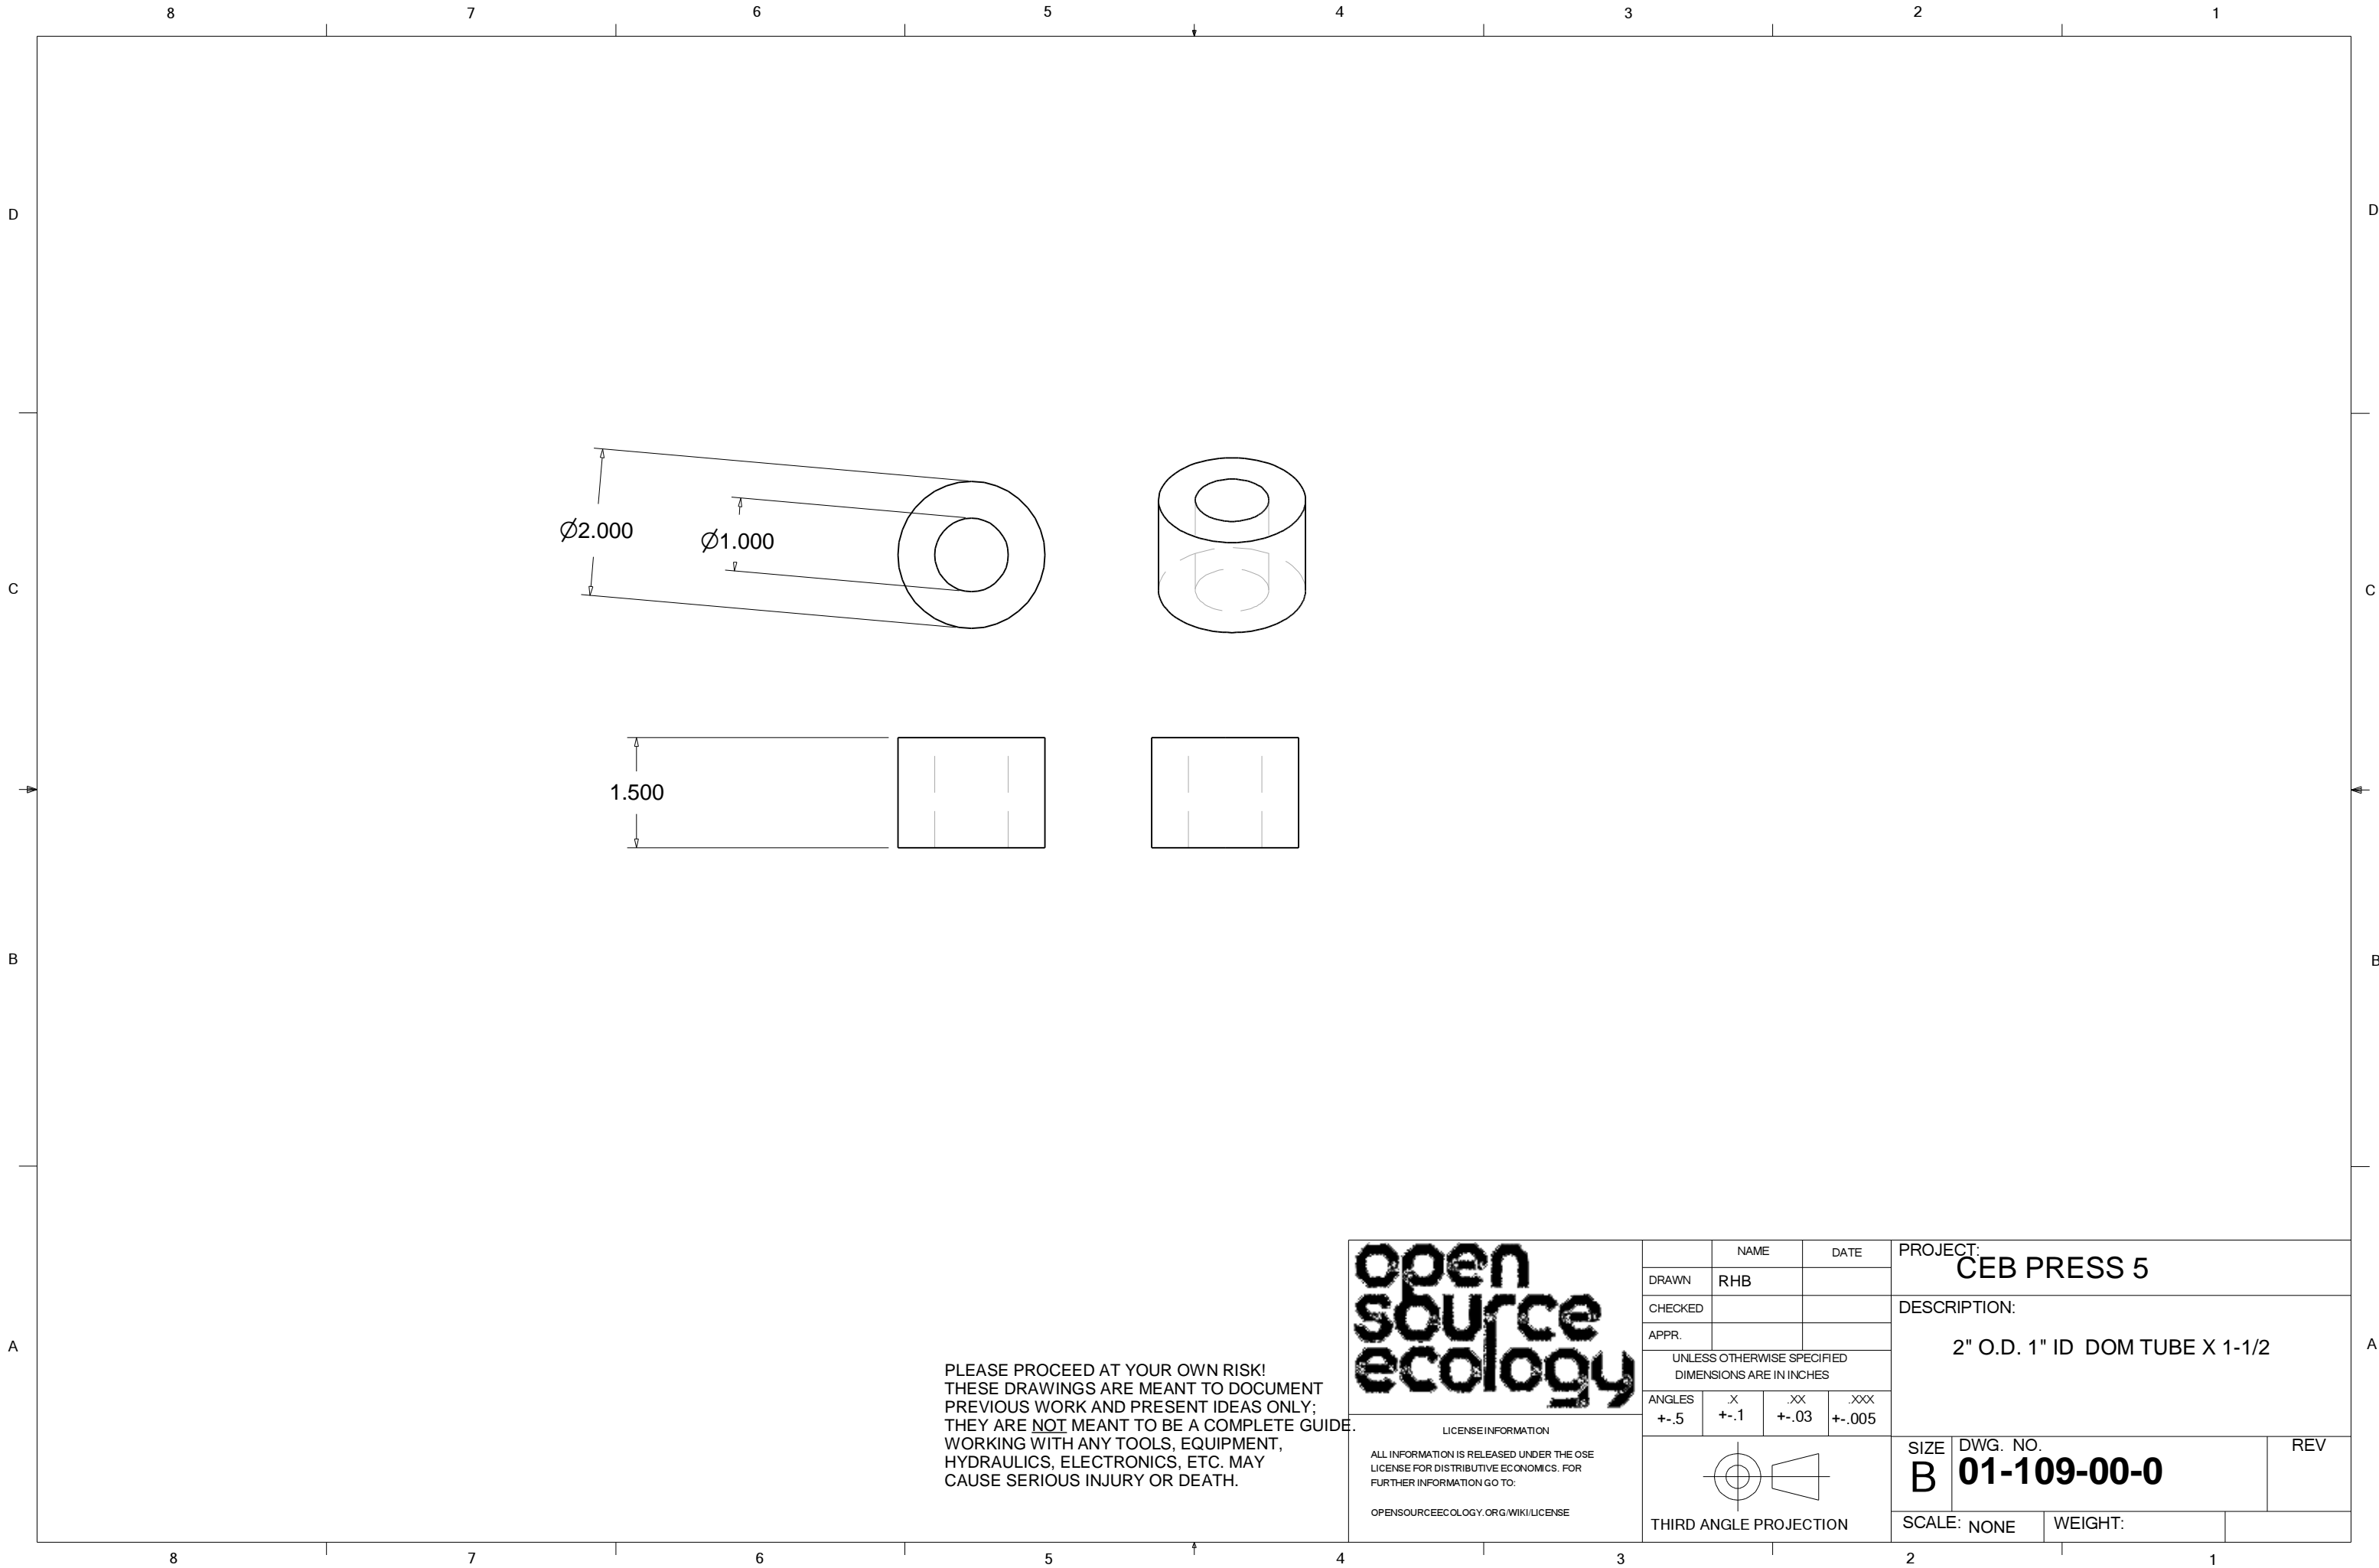 8 7 6 5 4 3 2 1
D D
Ø2.000
Ø1.000
C C
1.500
B B
A A
PLEASE PROCEED AT YOUR OWN RISK!
THESE DRAWINGS ARE MEANT TO DOCUMENT
PREVIOUS WORK AND PRESENT IDEAS ONLY;
THEY ARE NOT MEANT TO BE A COMPLETE GUIDE.
WORKING WITH ANY TOOLS, EQUIPMENT,
HYDRAULICS, ELECTRONICS, ETC. MAY
CAUSE SERIOUS INJURY OR DEATH.
open
source
ecology
LICENSE INFORMATION
ALL INFORMATION IS RELEASED UNDER THE OSE
LICENSE FOR DISTRIBUTIVE ECONOMICS. FOR
FURTHER INFORMATION GO TO:
OPENSOURCEECOLOGY.ORG/WIKI/LICENSE
NAME DATE
DRAWN RHB
CHECKED
APPR.
UNLESS OTHERWISE SPECIFIED
DIMENSIONS ARE IN INCHES
ANGLES .X .XX .XXX
+-.5 +-.1 +-.03 +-.005
THIRD ANGLE PROJECTION
PROJECT:
CEB PRESS 5
DESCRIPTION:
2" O.D. 1" ID DOM TUBE X 1-1/2
SIZE DWG. NO. REV
B 01-109-00-0
SCALE: NONE WEIGHT:
8 7 6 5 4 3 2 1